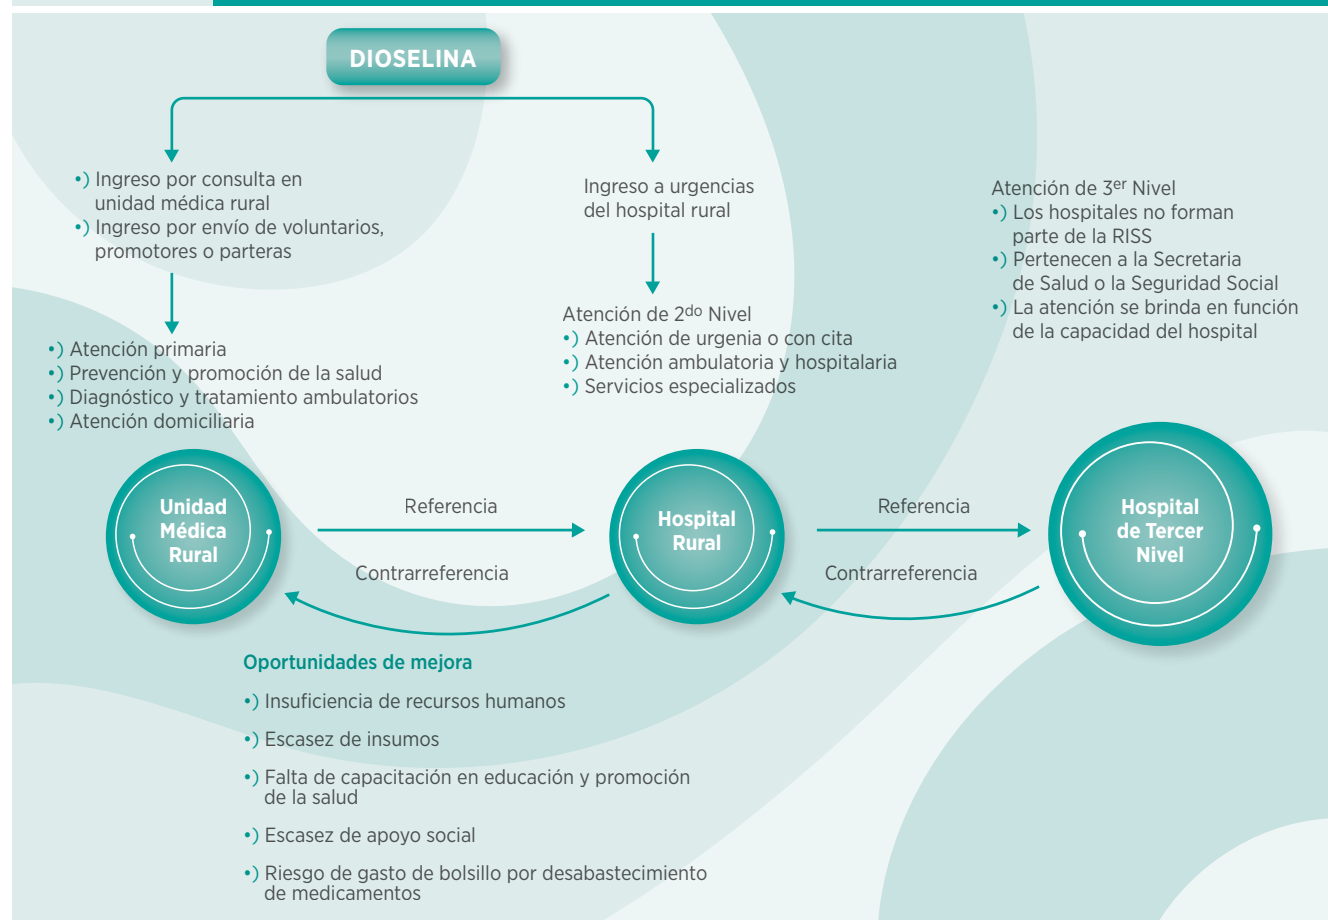 DIOSELINA
•) Ingreso por consulta en
unidad médica rural
•) Ingreso por envío de voluntarios,
promotores o parteras
Ingreso a urgencias
del hospital rural
Atención de 3er Nivel
•) Los hospitales no forman
parte de la RISS
•) Pertenecen a la Secretaria
de Salud o la Seguridad Social
•) La atención se brinda en función
de la capacidad del hospital
•) Atención primaria
•) Prevención y promoción de la salud
•) Diagnóstico y tratamiento ambulatorios
•) Atención domiciliaria
Atención de 2do Nivel
•) Atención de urgenia o con cita
•) Atención ambulatoria y hospitalaria
•) Servicios especializados
Unidad
Médica
Rural
Referencia
Contrarreferencia
Hospital
Rural
Referencia
Contrarreferencia
Hospital
de Tercer
Nivel
Oportunidades de mejora
•) Insuficiencia de recursos humanos
•) Escasez de insumos
•) Falta de capacitación en educación y promoción
de la salud
•) Escasez de apoyo social
•) Riesgo de gasto de bolsillo por desabastecimiento
de medicamentos